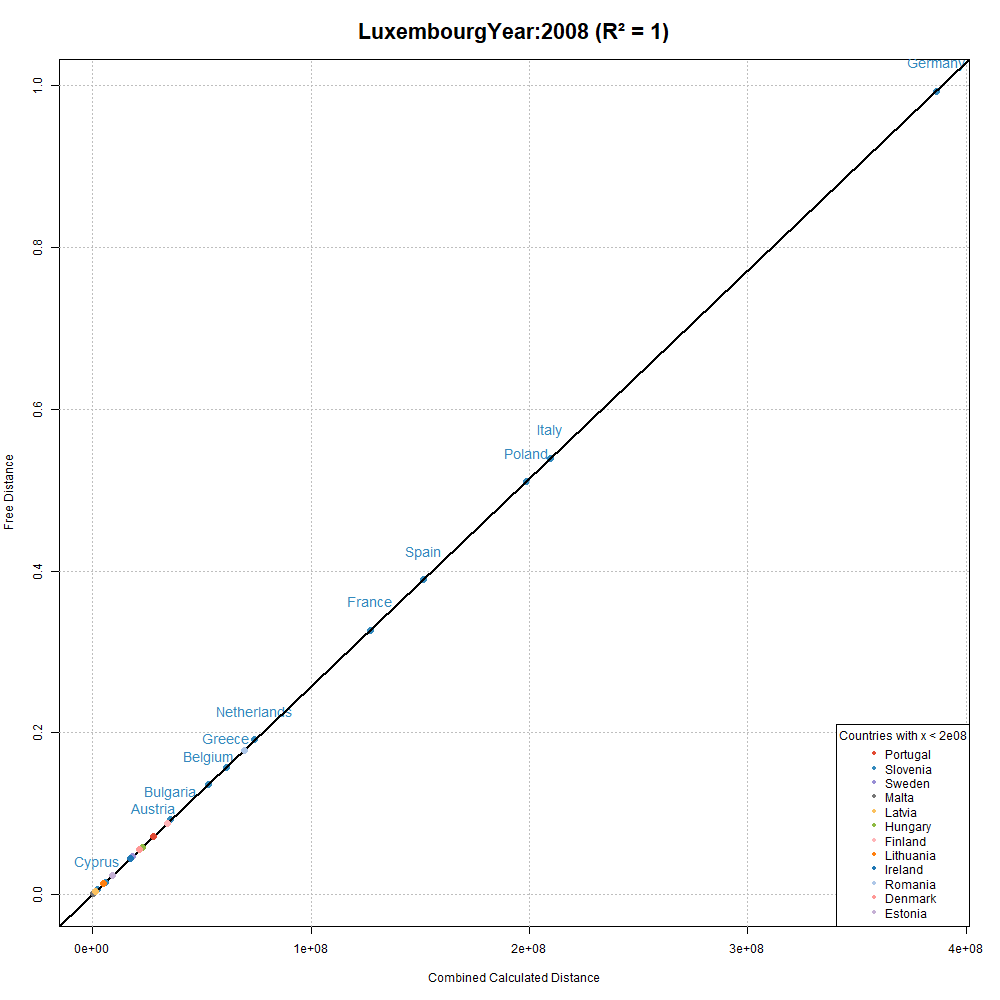 LuxembourgYear:2008 (R² = 1)
Germany
1.0
0.8
0.6
Italy
Poland
Free Distance
Spain
0.4
France
Netherlands
0.2
Greece
Belgium
Bulgaria
Austria
Cyprus
0.0
Countries with x < 2e08
Portugal
Slovenia
Sweden
Malta
Latvia
Hungary
Finland
Lithuania
Ireland
Romania
Denmark
Estonia
0e+00 1e+08 2e+08 3e+08 4e+08
Combined Calculated Distance